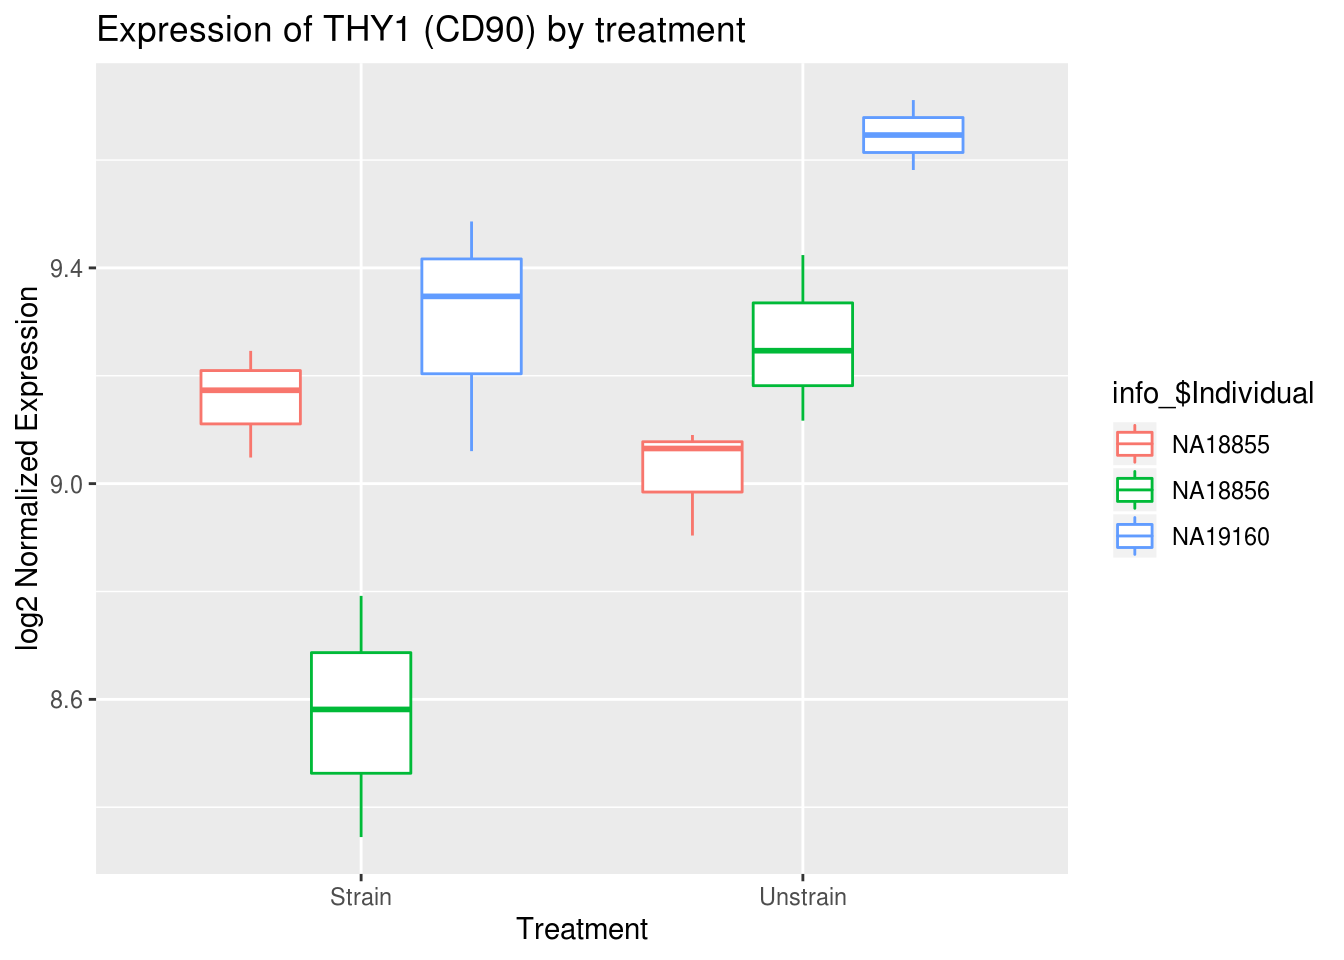 Expression of THY1 (CD90) by treatment
log2 Normalized Expression
9.4
9.0
8.6
Strain
Unstrain
Treatment
info_$Individual
NA18855
NA18856
NA19160